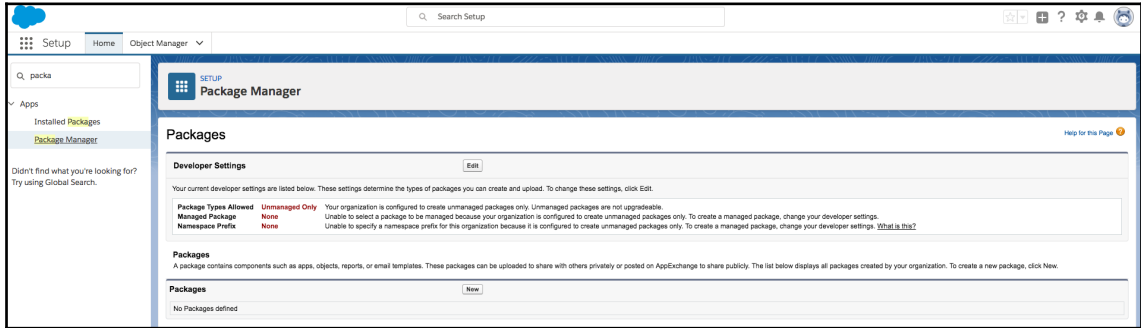 Search Setup
Setup Home Object Manager
packa
Apps
Installed Packages
Package Manager
Didn't find what you're looking for?
Try using Global Search.
SETUP
Package Manager
Packages
Help for this Page
Developer Settings Edit
Your current developer settings are listed below. These settings determine the types of packages you can create and upload. To change these settings, click Edit.
Package Types Allowed Unmanaged Only Your organization is configured to create unmanaged packages only. Unmanaged packages are not upgradeable.
Managed Package None Unable to select a package to be managed because your organization is configured to create unmanaged packages only. To create a managed package, change your developer settings.
Namespace Prefix None Unable to specify a namespace prefix for this organization because it is configured to create unmanaged packages only. To create a managed package, change your developer settings. What is this?
Packages
A package contains components such as apps, objects, reports, or email templates. These packages can be uploaded to share with others privately or posted on AppExchange to share publicly. The list below displays all packages created by your organization. To create a new package, click New.
Packages New
No Packages defined